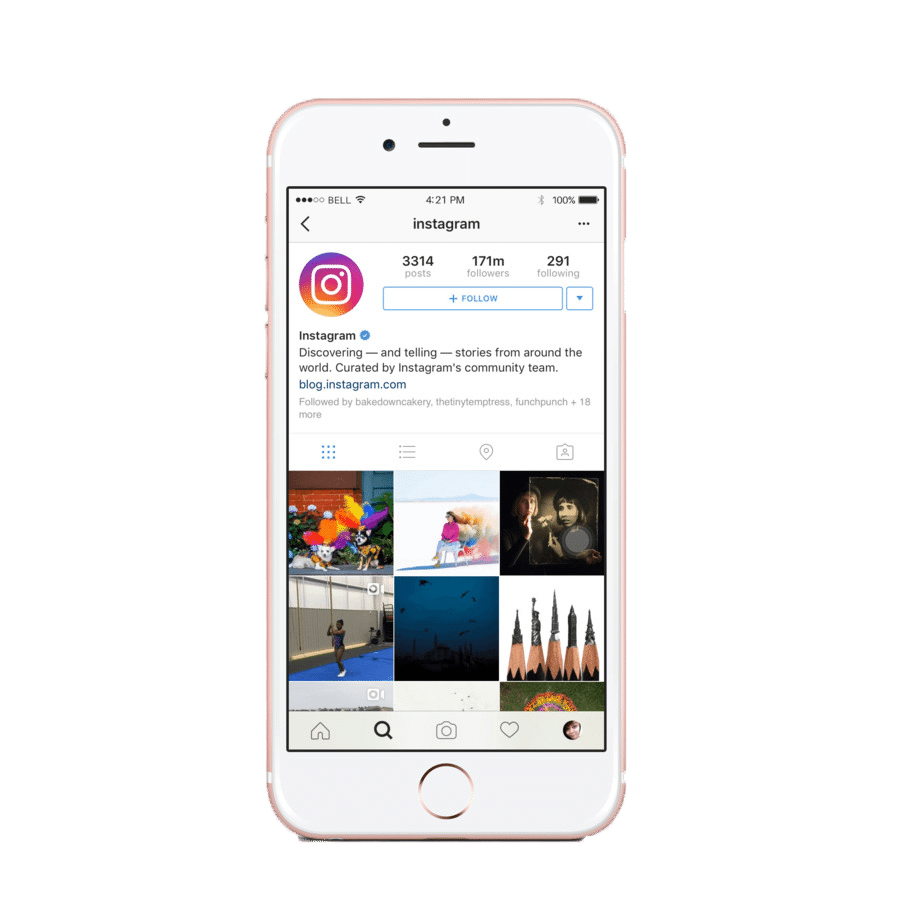 BELL 4:21 PM 100%
instagram
3314 171m 291
posts followers following
+ FOLLOW
Instagram
Discovering — and telling — stories from around the
world. Curated by Instagram's community team.
blog.instagram.com
Followed by bakedowncakery, thetinytemptress, funchpunch + 18
more